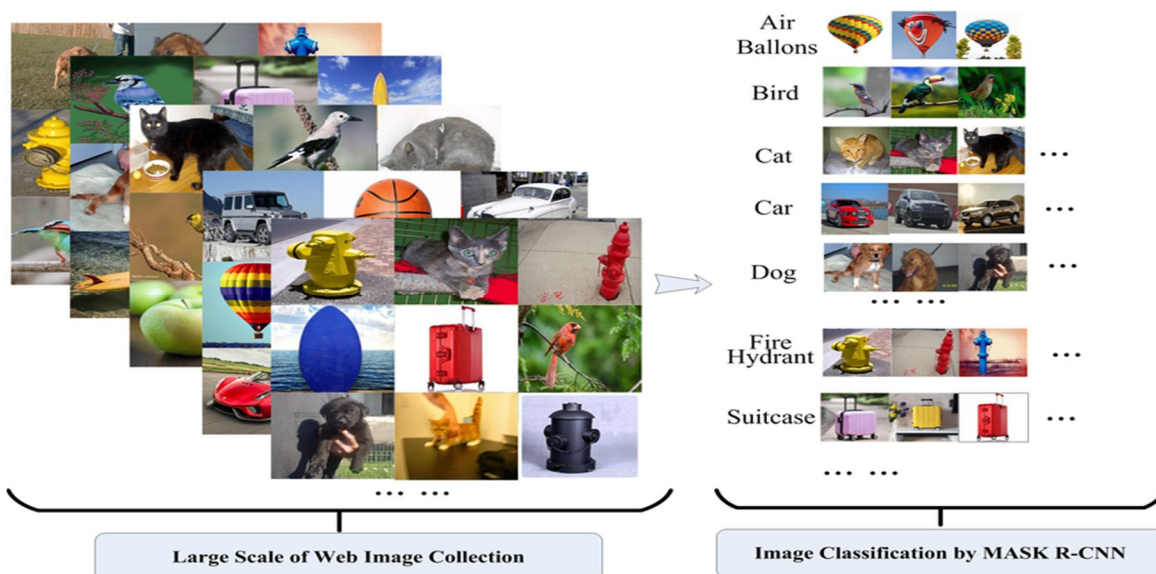 Air
Ballons
Bird
Cat
...
Car
...
Dog
...
... ...
Fire
Hydrant
...
Suitcase
...
... ...
... ...
Large Scale of Web Image Collection
Image Classification by MASK R-CNN